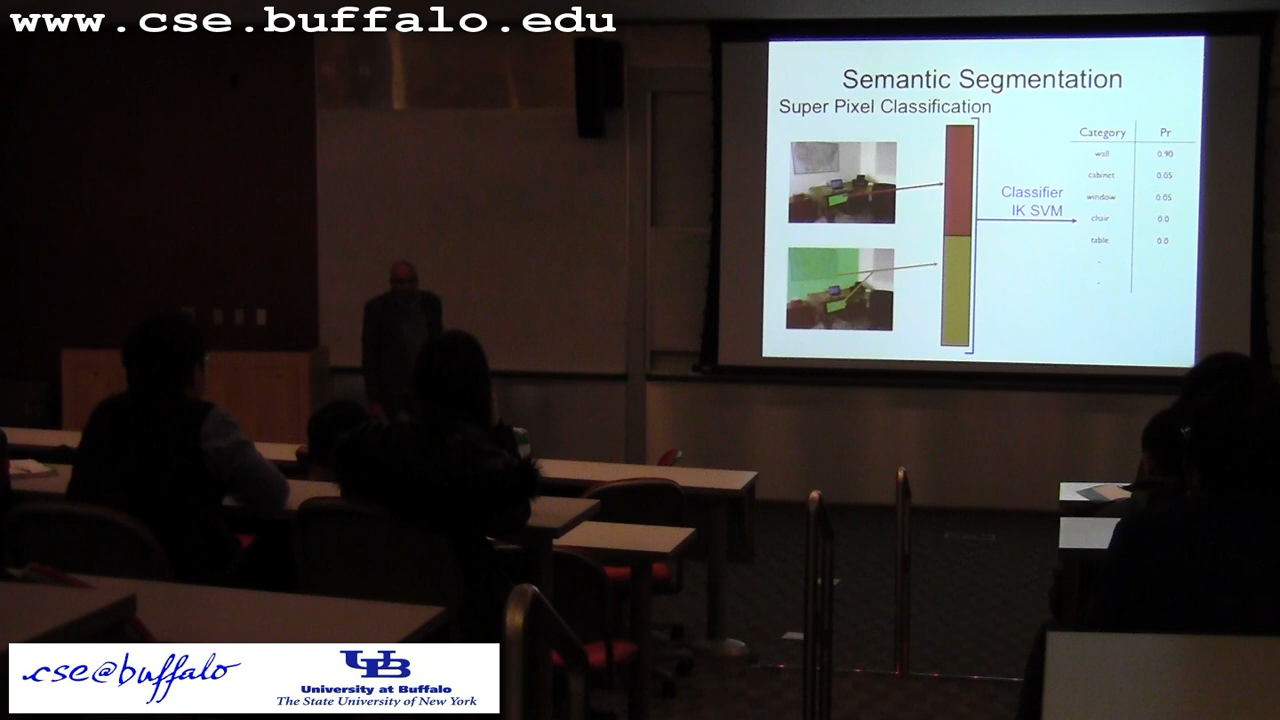 www.cse.buffalo.edu
Semantic Segmentation
Super Pixel Classification
Category Pr
wall 0.90
cabinet 0.05
window 0.05
chair 0.0
table 0.0
.
.
Classifier
IK SVM
cse@buffalo
UB
University at Buffalo
The State University of New York